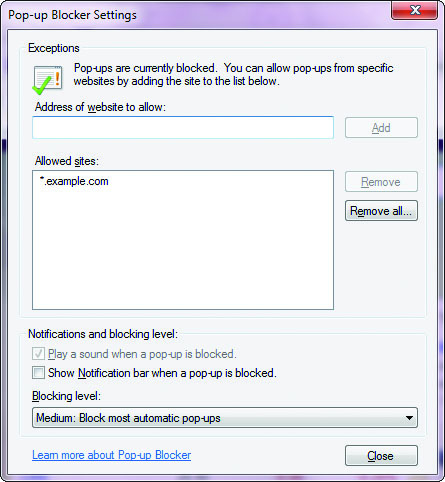 Pop-up Blocker Settings
Exceptions
Pop-ups are currently blocked. You can allow pop-ups from specific
websites by adding the site to the list below.
Address of website to allow:
Add
Allowed sites:
*.example.com
Remove
Remove all...
Notifications and blocking level:
Play a sound when a pop-up is blocked.
Show Notification bar when a pop-up is blocked.
Blocking level:
Medium: Block most automatic pop-ups
Learn more about Pop-up Blocker
Close